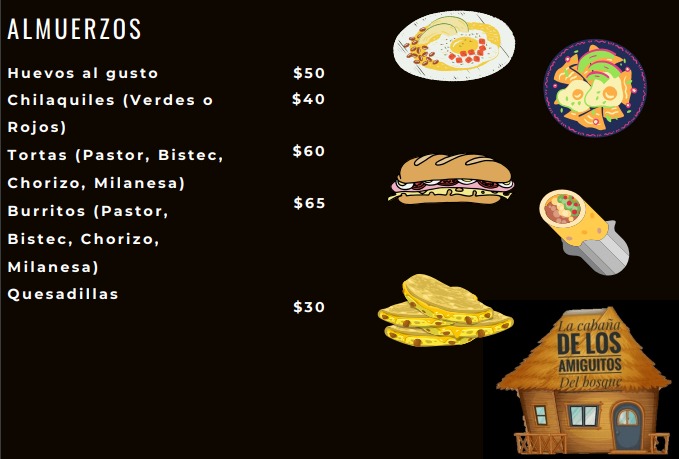 ALMUERZOS
Huevos al gusto $50
Chilaquiles (Verdes o $40
Rojos)
Tortas (Pastor, Bistec, $60
Chorizo, Milanesa)
Burritos (Pastor, $65
Bistec, Chorizo,
Milanesa)
Quesadillas $30
La cabaña
DE LOS
AMIGUITOS
Del bosque